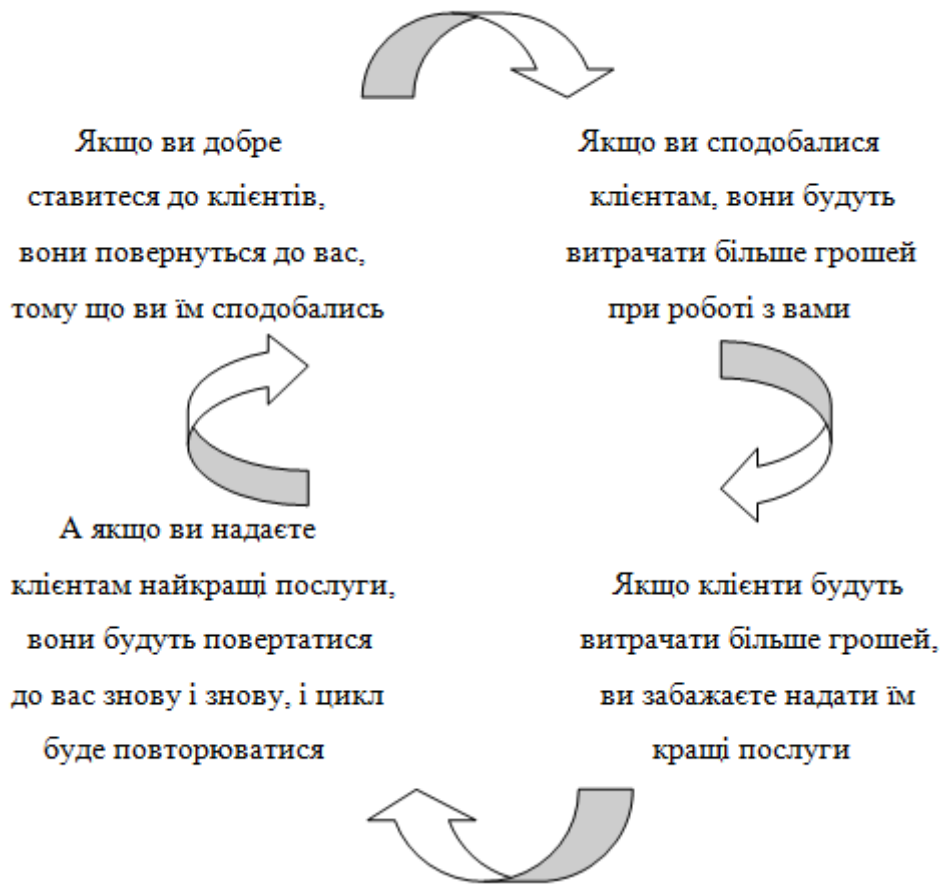 Якщо ви добре
ставитеся до клієнтів,
вони повернуться до вас,
тому що ви їм сподобались
Якщо ви сподобалися
клієнтам, вони будуть
витрачати більше грошей
при роботі з вами
Якщо клієнти будуть
витрачати більше грошей,
ви забажаєте надати їм
кращі послуги
А якщо ви надаєте
клієнтам найкращі послуги,
вони будуть повертатися
до вас знову і знову, і цикл
буде повторюватися